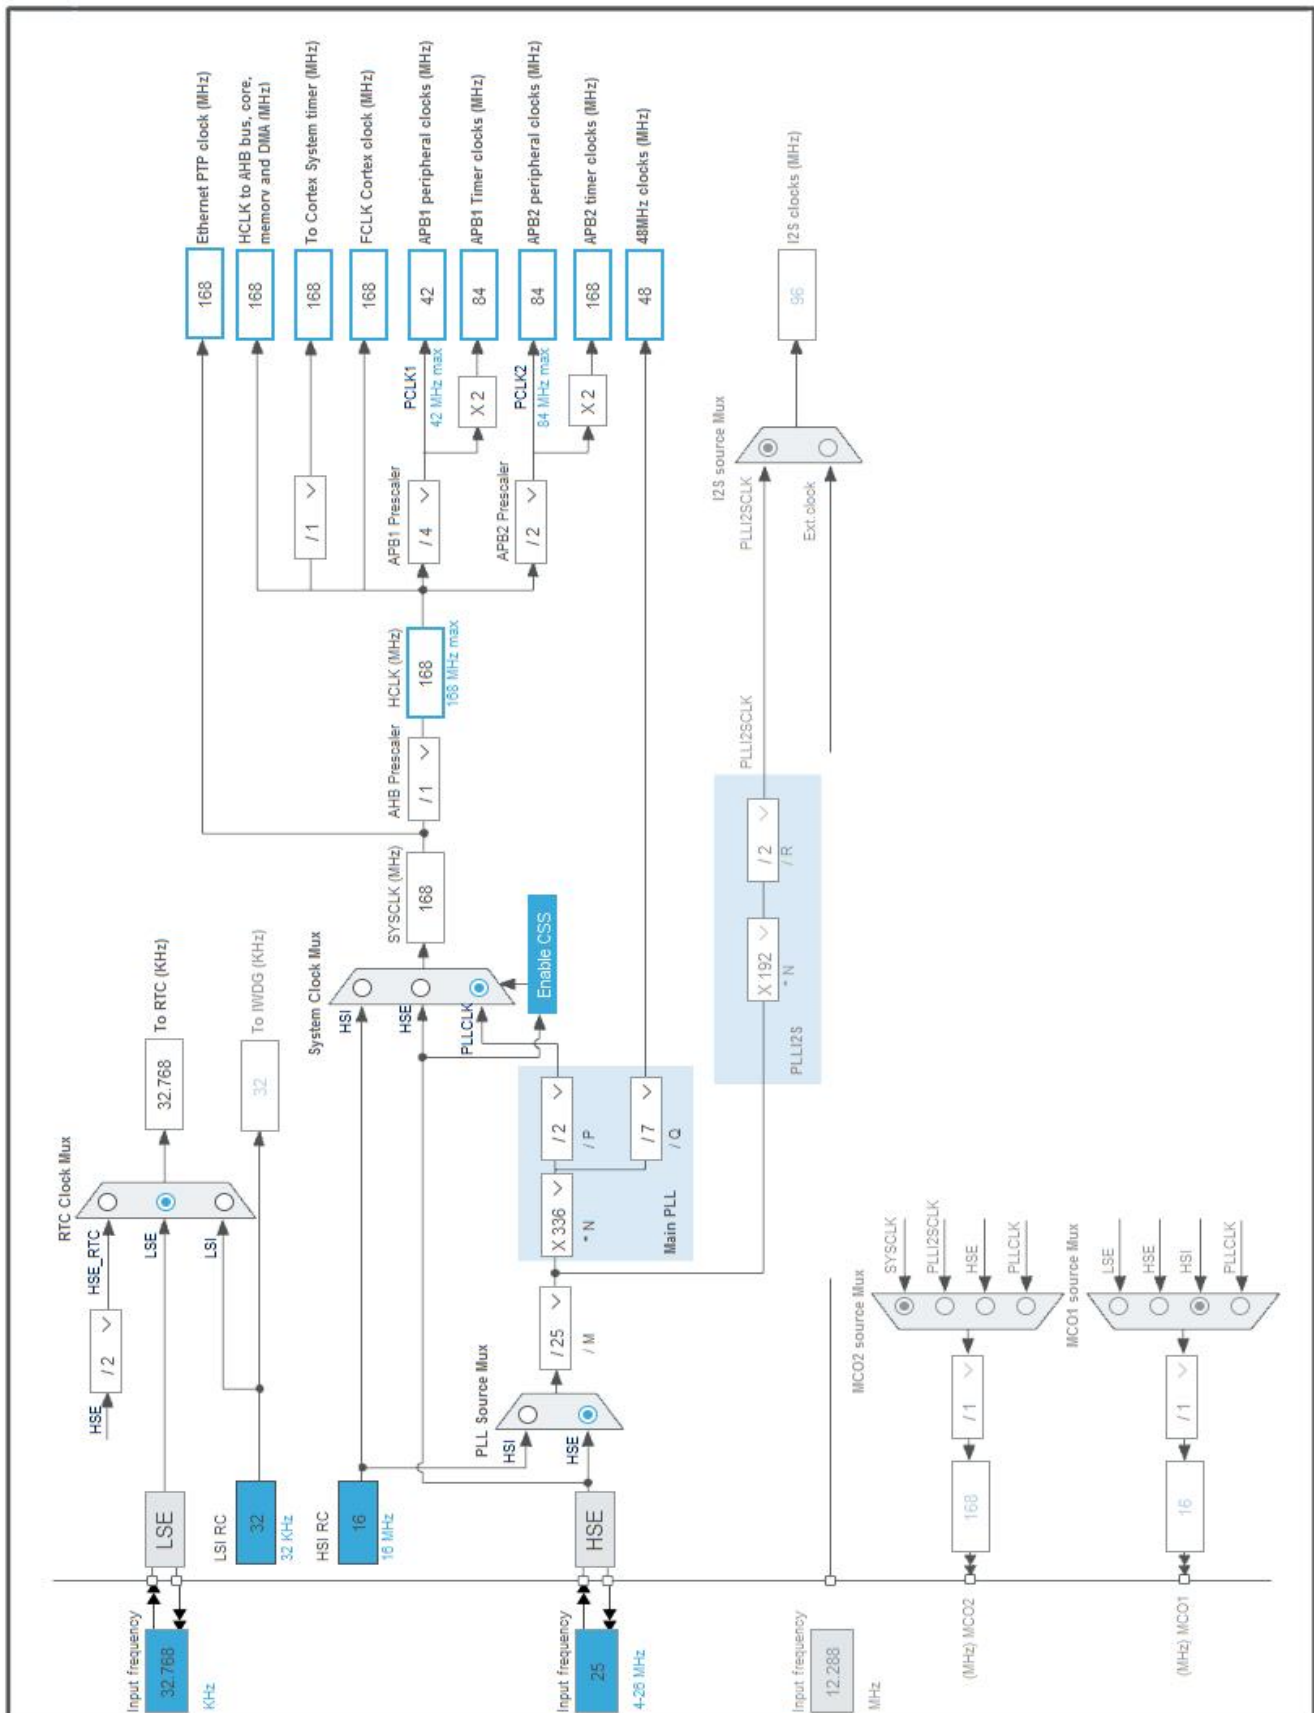 Input frequency
32.768
KHz
LSE
HSE
/ 2
HSE_RTC
LSE
LSI
RTC Clock Mux
32.768
To RTC (KHz)
LSI RC
32
32 KHz
32
To IWDG (KHz)
HSI RC
16
16 MHz
System Clock Mux
HSI
HSE
PLLCLK
Enable CSS
SYSCLK (MHz)
168
AHB Prescaler
/ 1
HCLK (MHz)
168
168 MHz max
168
Ethernet PTP clock (MHz)
168
HCLK to AHB bus, core,
memory and DMA (MHz)
/ 1
168
To Cortex System timer (MHz)
168
FCLK Cortex clock (MHz)
APB1 Prescaler
/ 4
PCLK1
42 MHz max
42
APB1 peripheral clocks (MHz)
X 2
84
APB1 Timer clocks (MHz)
APB2 Prescaler
/ 2
PCLK2
84 MHz max
84
APB2 peripheral clocks (MHz)
X 2
168
APB2 timer clocks (MHz)
48
48MHz clocks (MHz)
Input frequency
25
4-26 MHz
HSE
PLL Source Mux
HSI
HSE
/ 25
/ M
X 336
* N
/ 2
/ P
/ 7
/ Q
Main PLL
PLLI2S
X 192
* N
/ 2
/ R
PLLI2SCLK
PLLI2SCLK
I2S source Mux
Ext.clock
96
I2S clocks (MHz)
Input frequency
12.288
MHz
MCO2 source Mux
SYSCLK
PLLI2SCLK
HSE
PLLCLK
/ 1
168
(MHz) MCO2
MCO1 source Mux
LSE
HSE
HSI
PLLCLK
/ 1
16
(MHz) MCO1